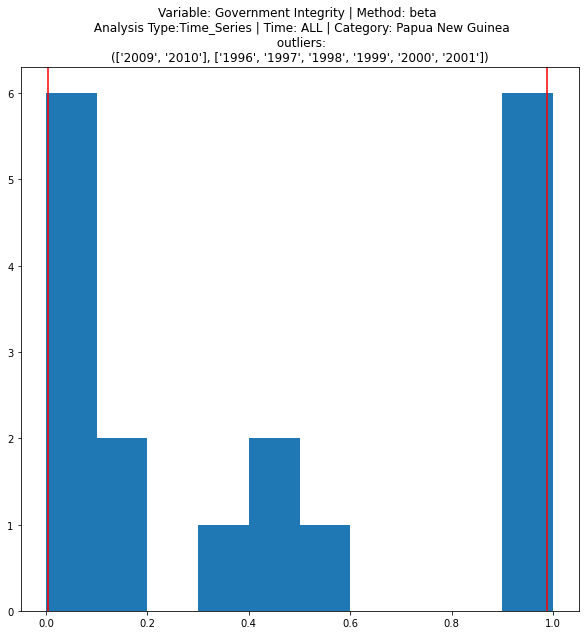 Variable: Government Integrity | Method: beta
Analysis Type:Time_Series | Time: ALL | Category: Papua New Guinea
outliers:
(['2009', '2010'], ['1996', '1997', '1998', '1999', '2000', '2001'])
6
5
4
3
2
1
0
0.0 0.2 0.4 0.6 0.8 1.0